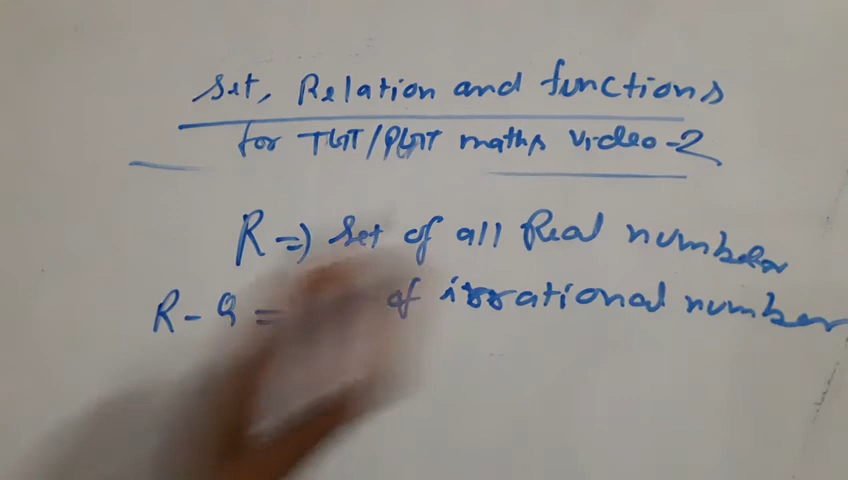 Set, Relation and functions
for TGT/PGT maths video-2
R => set of all Real number
R - Q = of irrational number